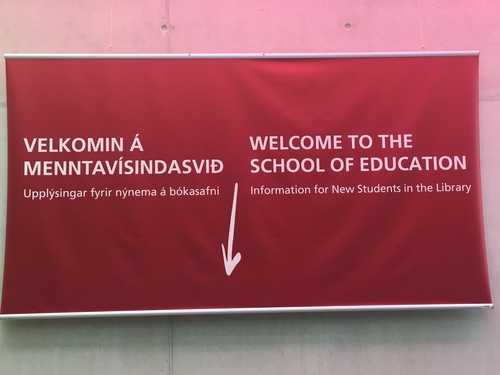 VELKOMIN Á
MENNTAVÍSINDASVIÐ
Upplýsingar fyrir nýnema á bókasafni
WELCOME TO THE
SCHOOL OF EDUCATION
Information for New Students in the Library